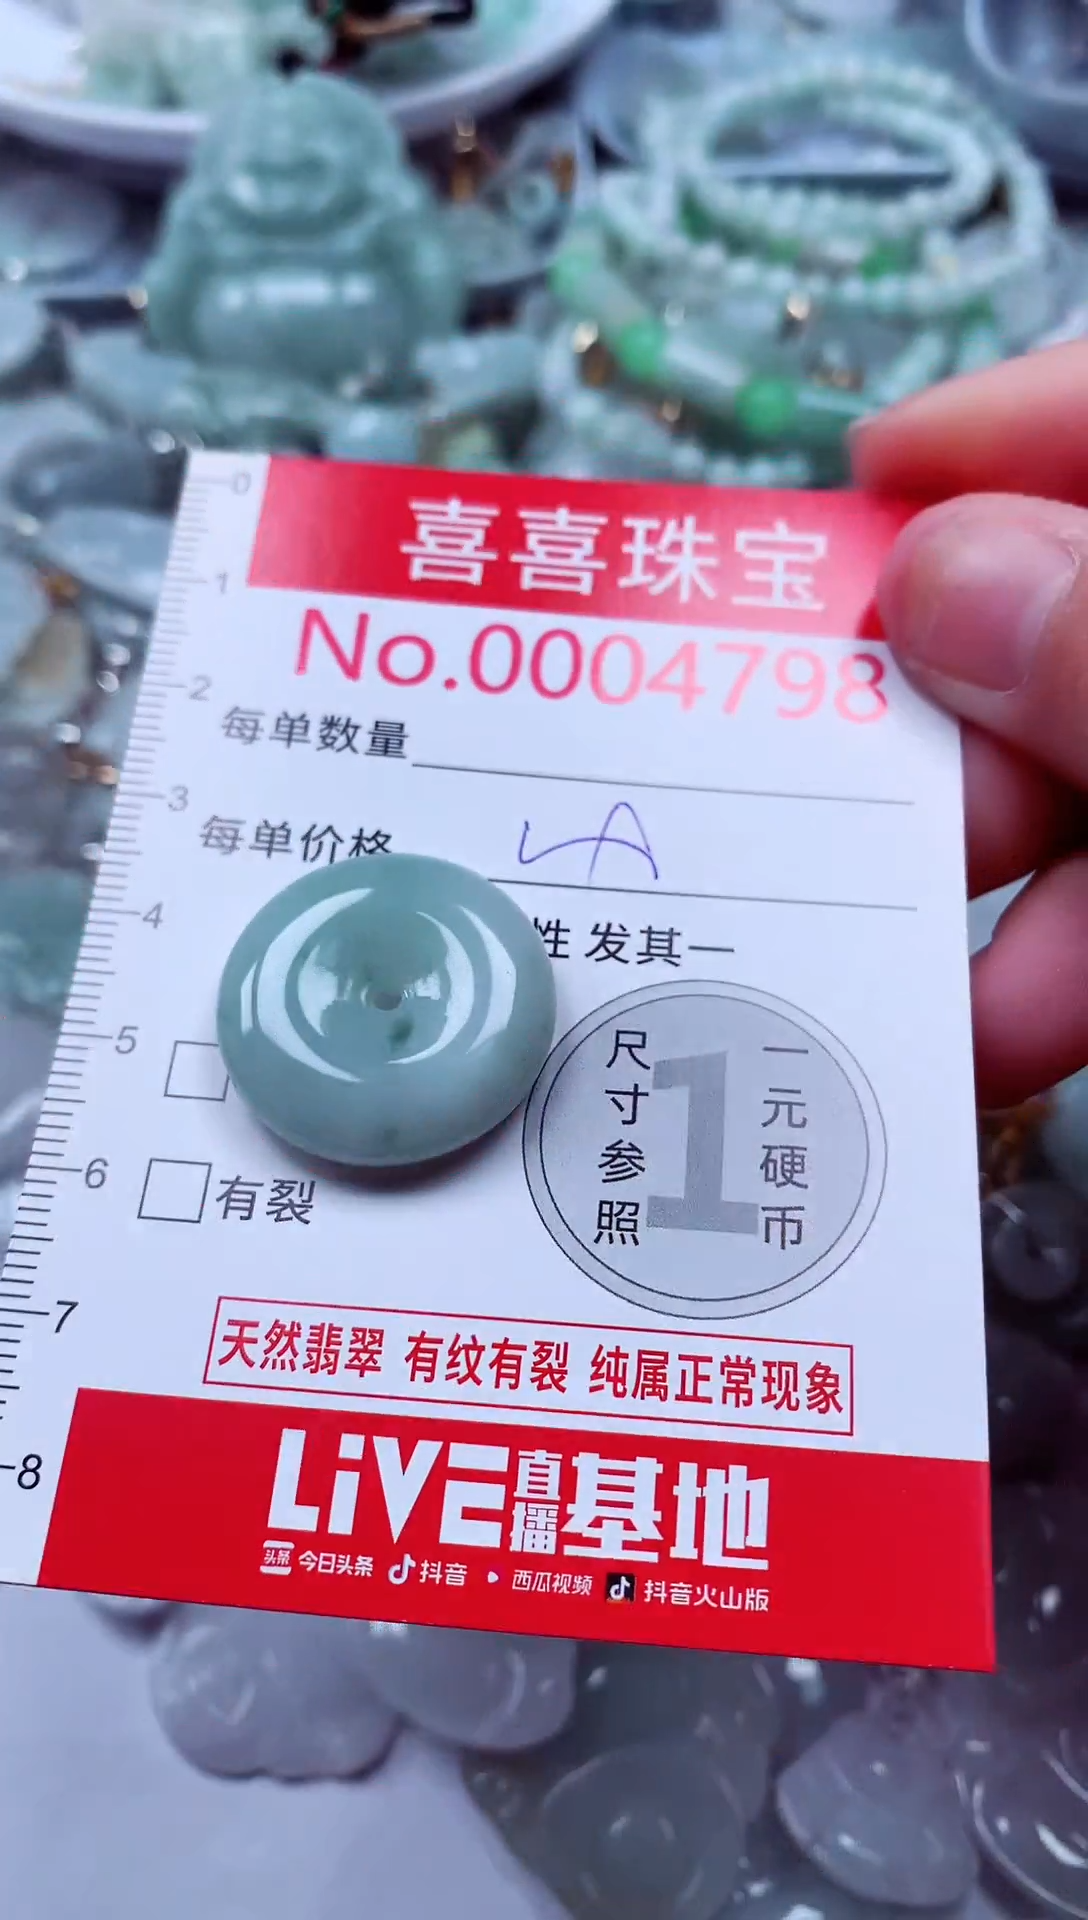 0
喜喜珠宝
1
No.0004798
2
每单数量
3
每单价格
4
性 发其一
5
尺寸参照
1
一元硬币
6
有裂
7
天然翡翠 有纹有裂 纯属正常现象
8
LiVE直播基地
头条 今日头条 抖音 · 西瓜视频 抖音火山版